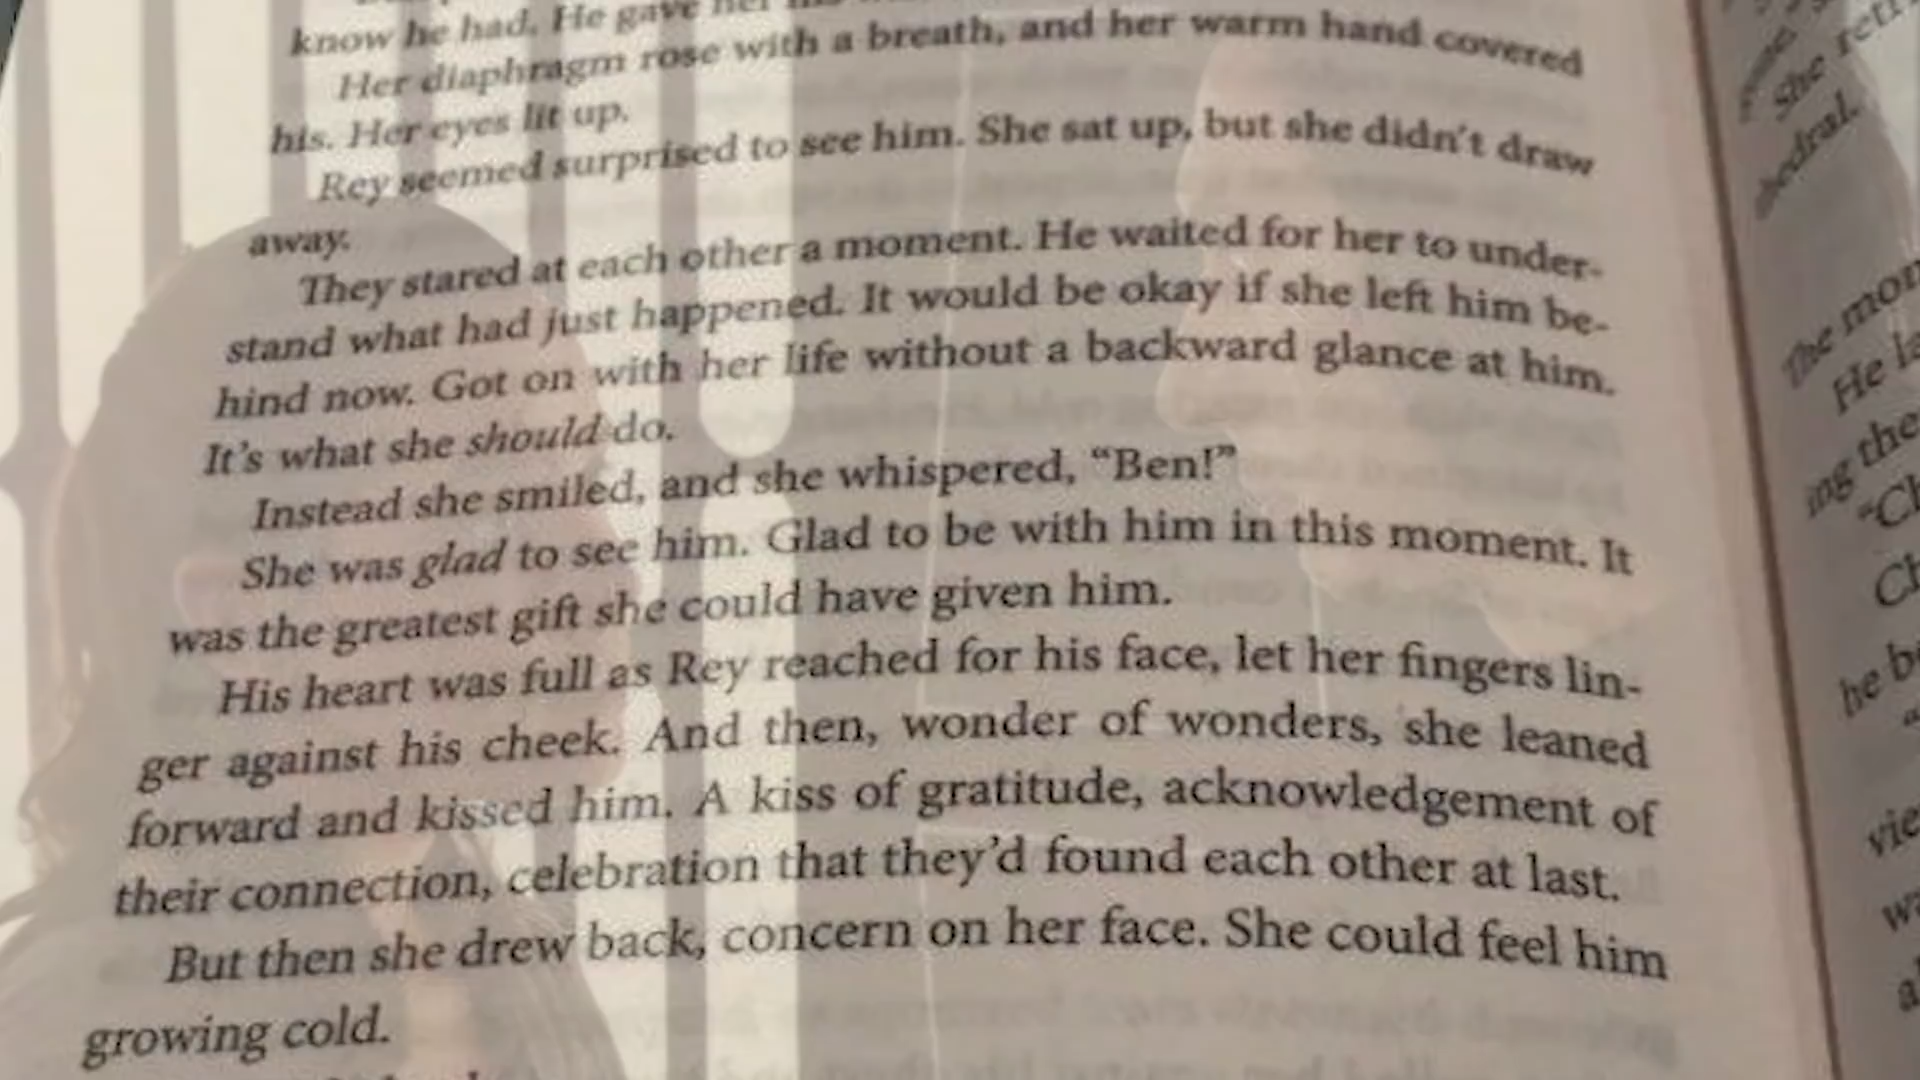 know he had. He gave her
Her diaphragm rose with a breath, and her warm hand covered
his. Her eyes lit up.
Rey seemed surprised to see him. She sat up, but she didn't draw
away.
They stared at each other a moment. He waited for her to under-
stand what had just happened. It would be okay if she left him be-
hind now. Got on with her life without a backward glance at him.
It's what she should do.
Instead she smiled, and she whispered, “Ben!”
She was glad to see him. Glad to be with him in this moment. It
was the greatest gift she could have given him.
His heart was full as Rey reached for his face, let her fingers lin-
ger against his cheek. And then, wonder of wonders, she leaned
forward and kissed him. A kiss of gratitude, acknowledgement of
their connection, celebration that they’d found each other at last.
But then she drew back, concern on her face. She could feel him
growing cold.
She
The
He
ing the
he